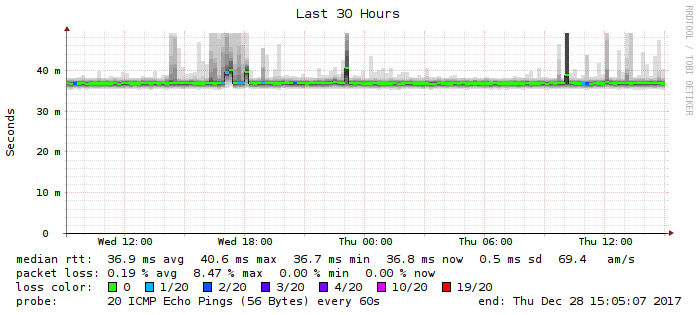 Last 30 Hours
RRDTOOL / TOBI OETIKER
Seconds
40 m
30 m
20 m
10 m
0
Wed 12:00 Wed 18:00 Thu 00:00 Thu 06:00 Thu 12:00
median rtt: 36.9 ms avg 40.6 ms max 36.7 ms min 36.8 ms now 0.5 ms sd 69.4 am/s
packet loss: 0.19 % avg 8.47 % max 0.00 % min 0.00 % now
loss color: 0 1/20 2/20 3/20 4/20 10/20 19/20
probe: 20 ICMP Echo Pings (56 Bytes) every 60s end: Thu Dec 28 15:05:07 2017